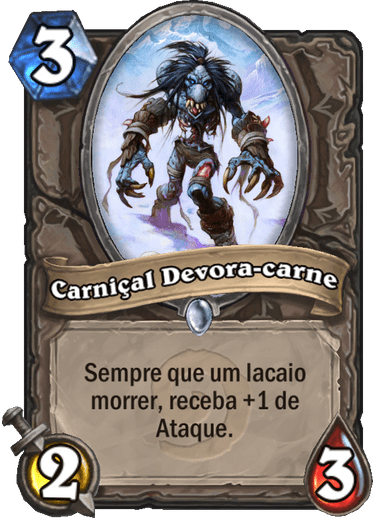 3
Carniçal Devora-carne
Sempre que um lacaio
morrer, receba +1 de
Ataque.
2
3